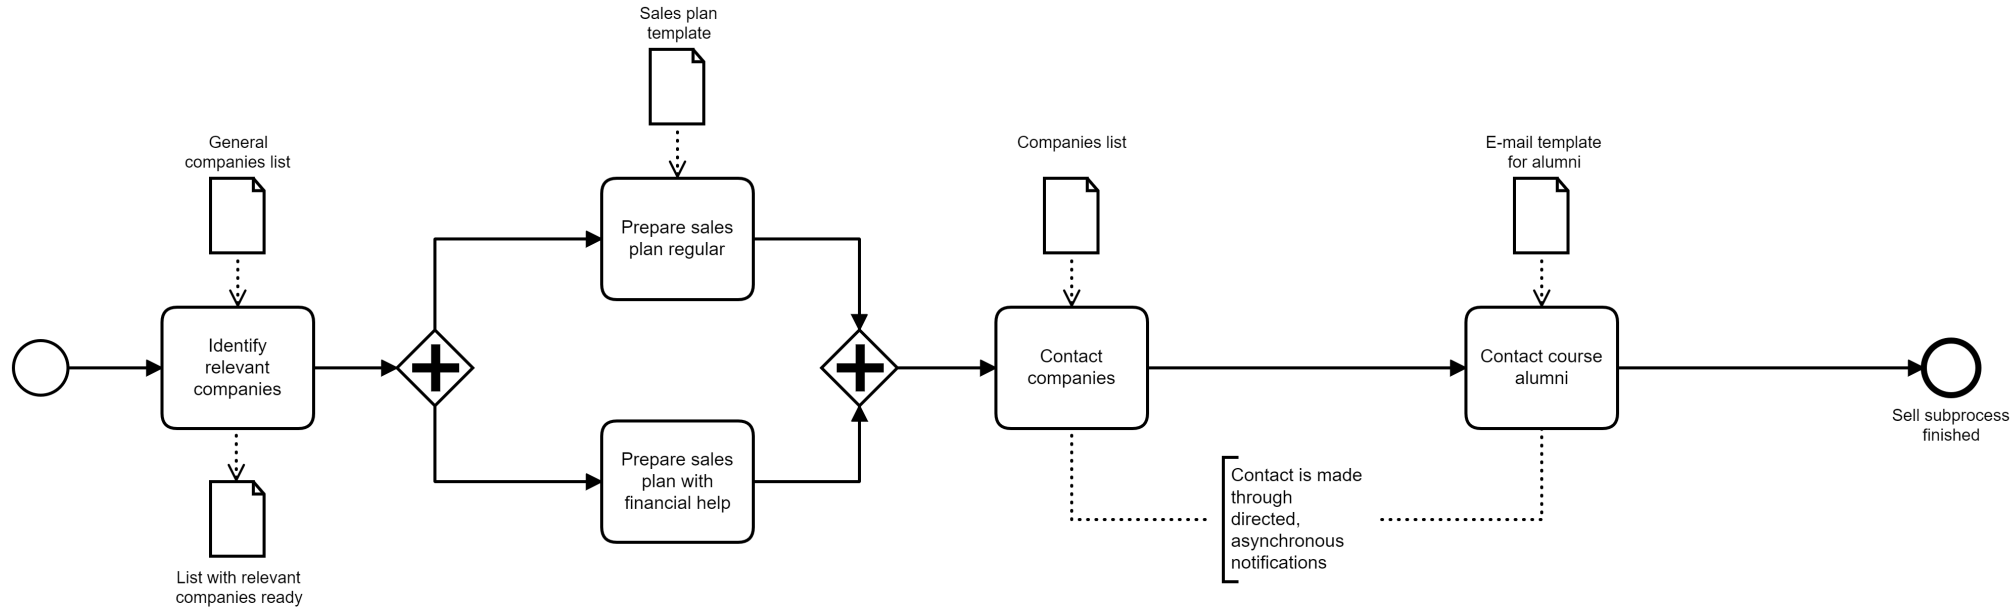 Sales plan
template
General
companies list
Companies list
E-mail template
for alumni
Prepare sales
plan regular
Identify
relevant
companies
Contact
companies
Contact course
alumni
Sell subprocess
finished
Prepare sales
plan with
financial help
Contact is made
through
directed,
asynchronous
notifications
List with relevant
companies ready